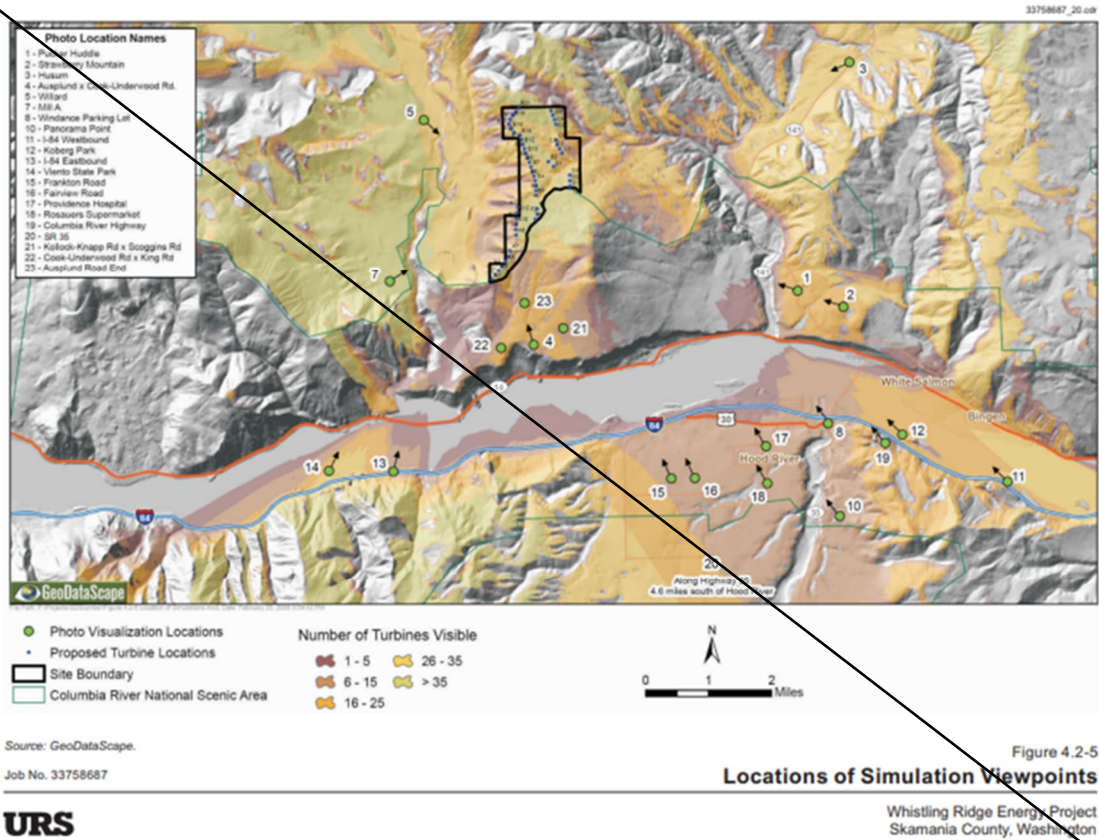 33758687_20.cdr
Photo Location Names
1 - Pucker Huddle
2 - Strawberry Mountain
3 - Husum
4 - Ausplund x Cook-Underwood Rd.
5 - Willard
7 - Mill A
8 - Windance Parking Lot
10 - Panorama Point
11 - I-84 Westbound
12 - Koberg Park
13 - I-84 Eastbound
14 - Viento State Park
15 - Frankton Road
16 - Fairview Road
17 - Providence Hospital
18 - Rosauers Supermarket
19 - Columbia River Highway
20 - SR 35
21 - Kollock-Knapp Rd x Scoggins Rd
22 - Cook-Underwood Rd x King Rd
23 - Ausplund Road End
3
5
141
7
141
1
2
23
21
22
4
14
White Salmon
Bingen
84
30
8
12
17
19
Hood River
14
13
11
15
16
18
10
35
84
20
Along Highway 35
4.6 miles south of Hood River
GeoDataScape
Photo Visualization Locations
Proposed Turbine Locations
Site Boundary
Columbia River National Scenic Area
Number of Turbines Visible
1 - 5
6 - 15
16 - 25
26 - 35
> 35
N
0 1 2
Miles
Source: GeoDataScape.
Job No. 33758687
Figure 4.2-5
Locations of Simulation Viewpoints
URS
Whistling Ridge Energy Project
Skamania County, Washington